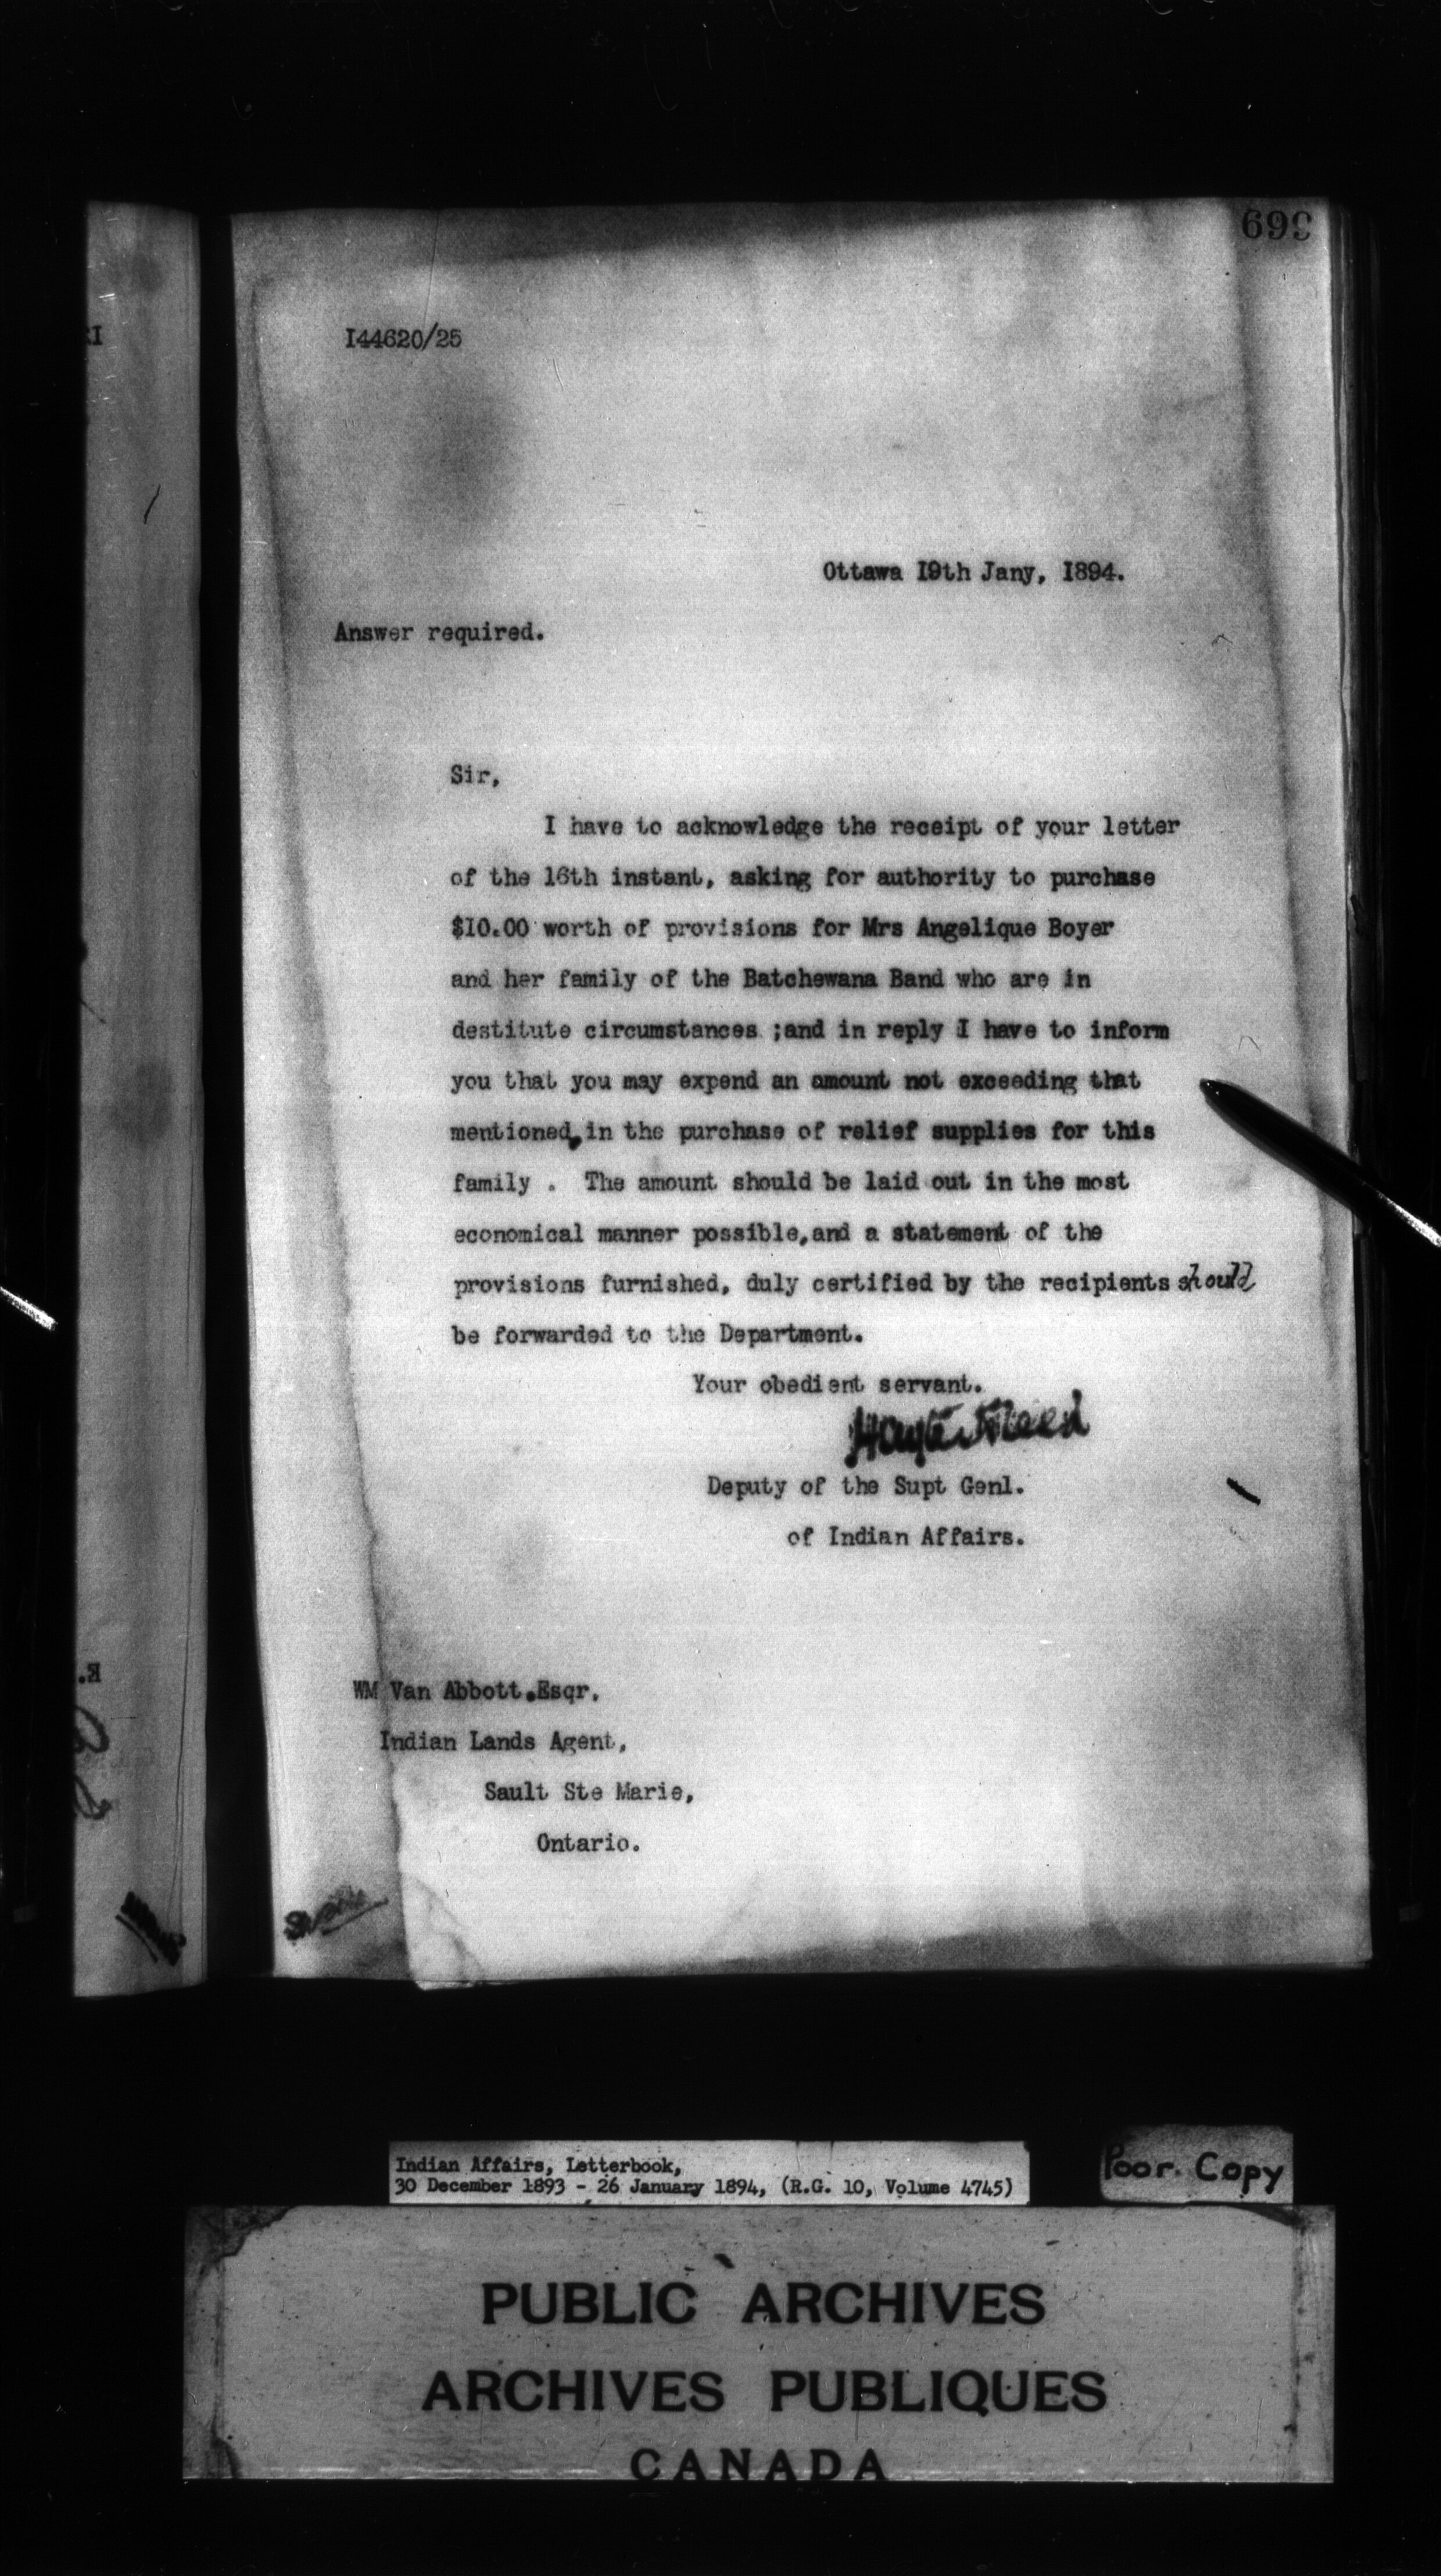 699
I44620/25
Ottawa I9th Jany, I894.
Answer required.
Sir,
I have to acknowledge the receipt of your letter
of the 16th instant, asking for authority to purchase
$I0.00 worth of provisions for Mrs Angelique Boyer
and her family of the Batchewana Band who are in
destitute circumstances ;and in reply I have to inform
you that you may expend an amount not exceeding that
mentioned,in the purchase of relief supplies for this
family . The amount should be laid out in the most
economical manner possible,and a statement of the
provisions furnished, duly certified by the recipients should
be forwarded to the Department.
Your obedient servant.
Hayter Reed
Deputy of the Supt Genl.
of Indian Affairs.
WM Van Abbott.Esqr.
Indian Lands Agent,
Sault Ste Marie,
Ontario.
Indian Affairs, Letterbook,
30 December 1893 - 26 January 1894, (R.G. 10, Volume 4745)
Poor. Copy
PUBLIC ARCHIVES
ARCHIVES PUBLIQUES
CANADA